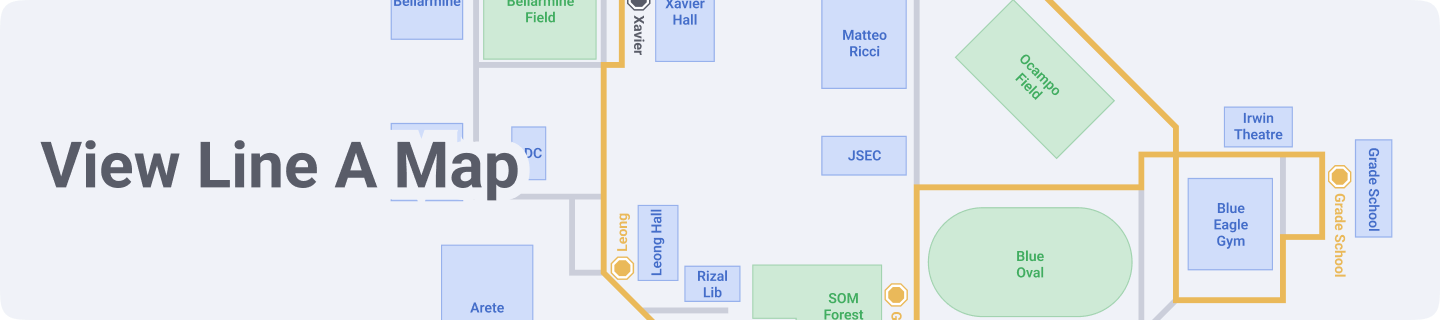 Bellarmine
Bellarmine
Field
Xavier
Xavier
Hall
Matteo
Ricci
Ocampo
Field
Irwin
Theatre
View Line A Map
DC
JSEC
Grade School
Grade School
Blue
Eagle
Gym
Leong
Leong Hall
Blue
Oval
Rizal
Lib
Arete
SOM
Forest
G